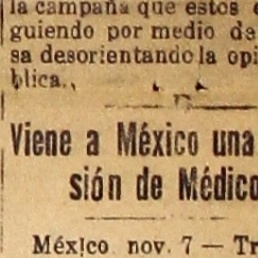 la campaña que estos
guiendo por medio de
sa desorientando la opi
blica.
Viene a México una
sión de Médico
México, nov. 7 — Tr